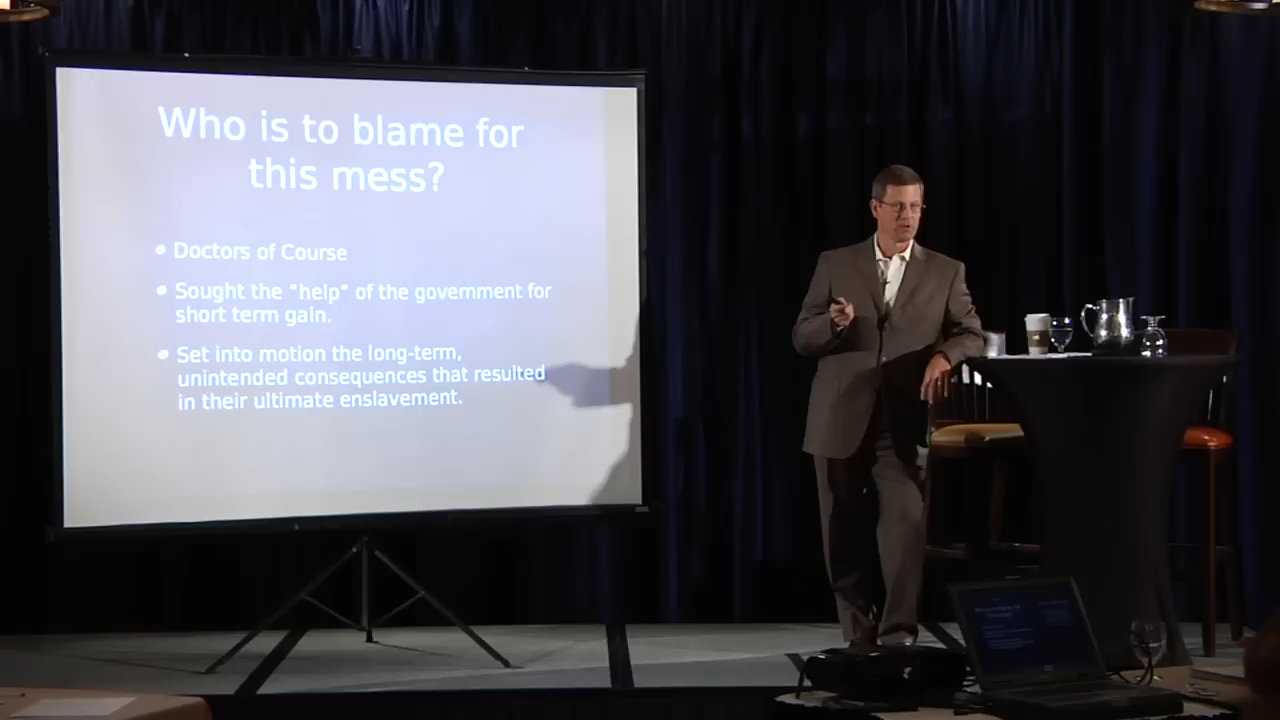 Who is to blame for
this mess?
• Doctors of Course
• Sought the "help" of the government for
short term gain.
• Set into motion the long-term,
unintended consequences that resulted
in their ultimate enslavement.